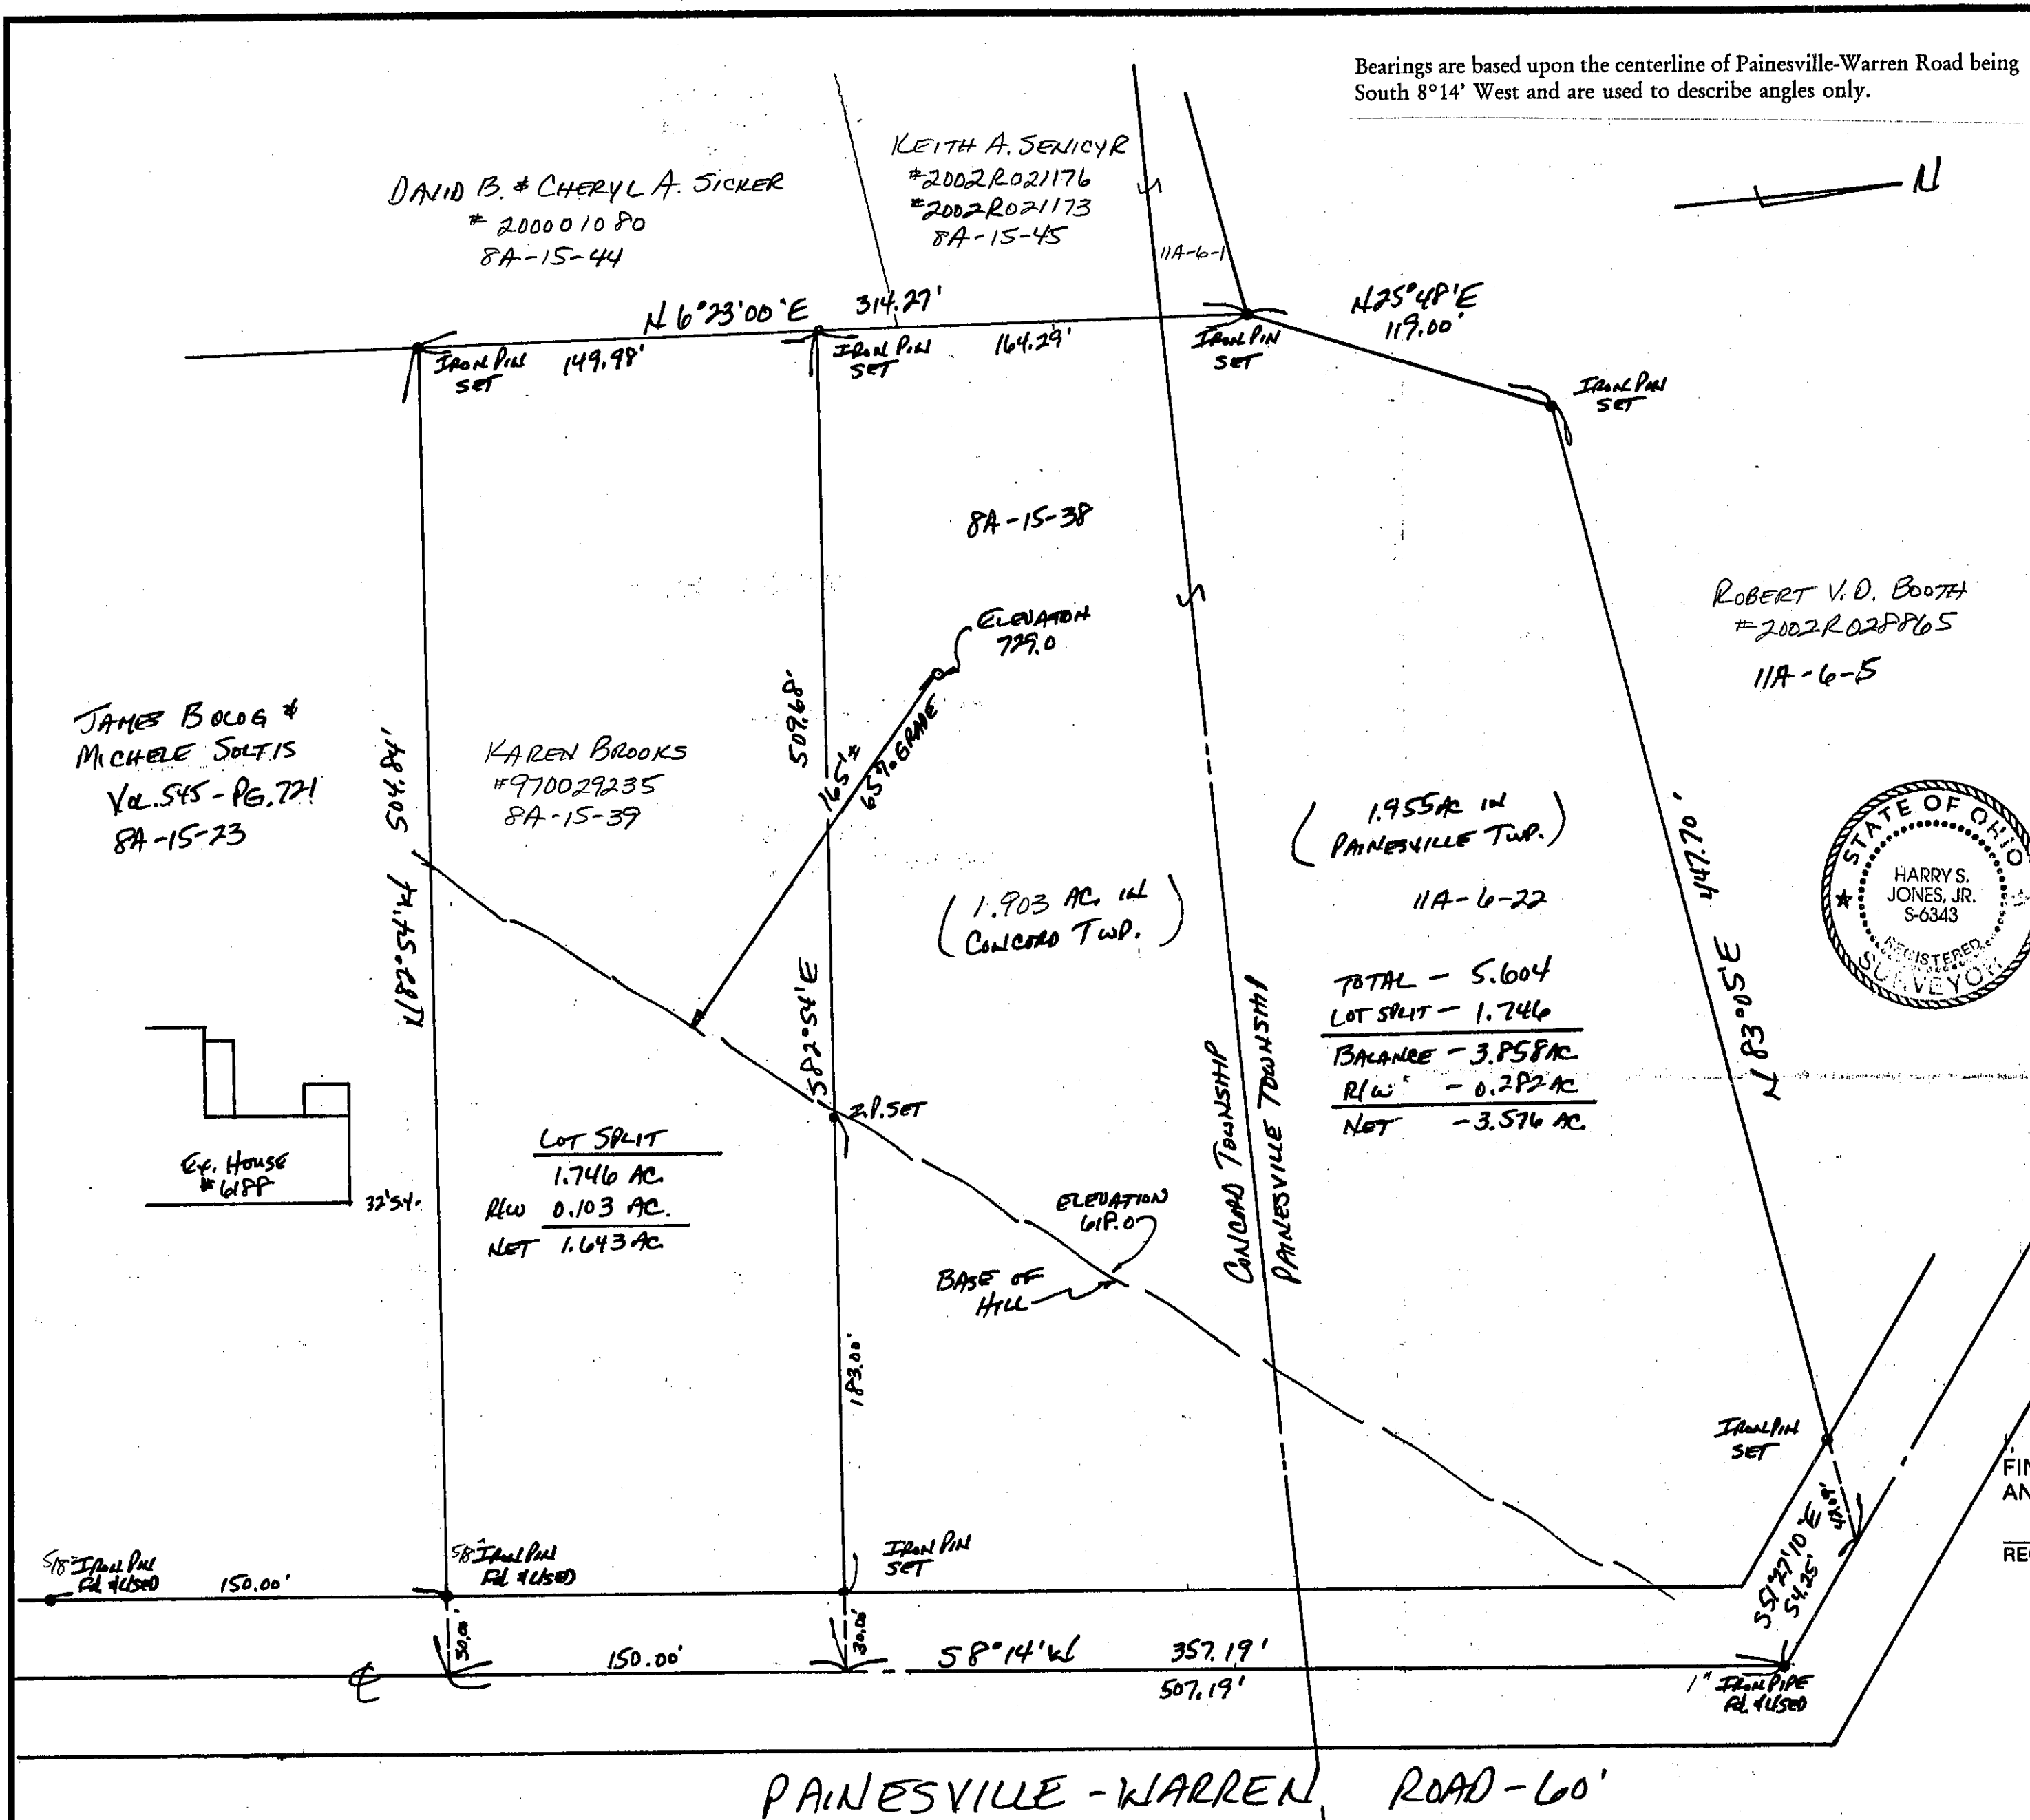 Bearings are based upon the centerline of Painesville-Warren Road being
South 8°14' West and are used to describe angles only.
N
DAVID B. & CHERYL A. SICKER
# 200001080
8A-15-44
KEITH A. SENICYR
#2002R021176
#2002R021173
8A-15-45
11A-6-1
N 6°23'00"E 314.27'
149.98'
164.29'
IRON PIN
SET
IRON PIN
SET
IRON PIN
SET
N25°48'E
119.00'
IRON PIN
SET
8A-15-38
ELEVATION
729.0
165'±
65% GRADE
ROBERT V.D. BOOTH
#2002R028865
11A-6-5
JAMES BOLOG &
MICHELE SOLTIS
VOL. 545 - PG. 721
8A-15-23
N82°54'W 504.84'
KAREN BROOKS
#970029235
8A-15-39
S82°54'E 509.68'
(1.955 AC IN
PAINESVILLE TWP.)
11A-6-22
(1.903 AC. IN
CONCORD TWP.)
TOTAL - 5.604
LOT SPLIT - 1.746
BALANCE - 3.858 AC.
R/W - 0.282 AC
NET - 3.576 AC.
447.70'
STATE OF OHIO
HARRY S.
JONES, JR.
S-6343
REGISTERED
SURVEYOR
CONCORD TOWNSHIP
PAINESVILLE TOWNSHIP
I.P. SET
LOT SPLIT
1.746 AC.
R/W 0.103 AC.
NET 1.643 AC.
EX. HOUSE
#6188
32' S.Y.
ELEVATION
618.0
BASE OF
HILL
183.00'
IRON PIN
SET
S51°27'10"E
54.25'
FIN
AN
RE
5/8" IRON PIN
Fd. & USED
150.00'
5/8" IRON PIN
Fd. & USED
IRON PIN
SET
30.00'
30.00'
℄
150.00'
S8°14'W 357.19'
507.19'
1" IRON PIPE
Fd. & USED
PAINESVILLE - WARREN ROAD - 60'